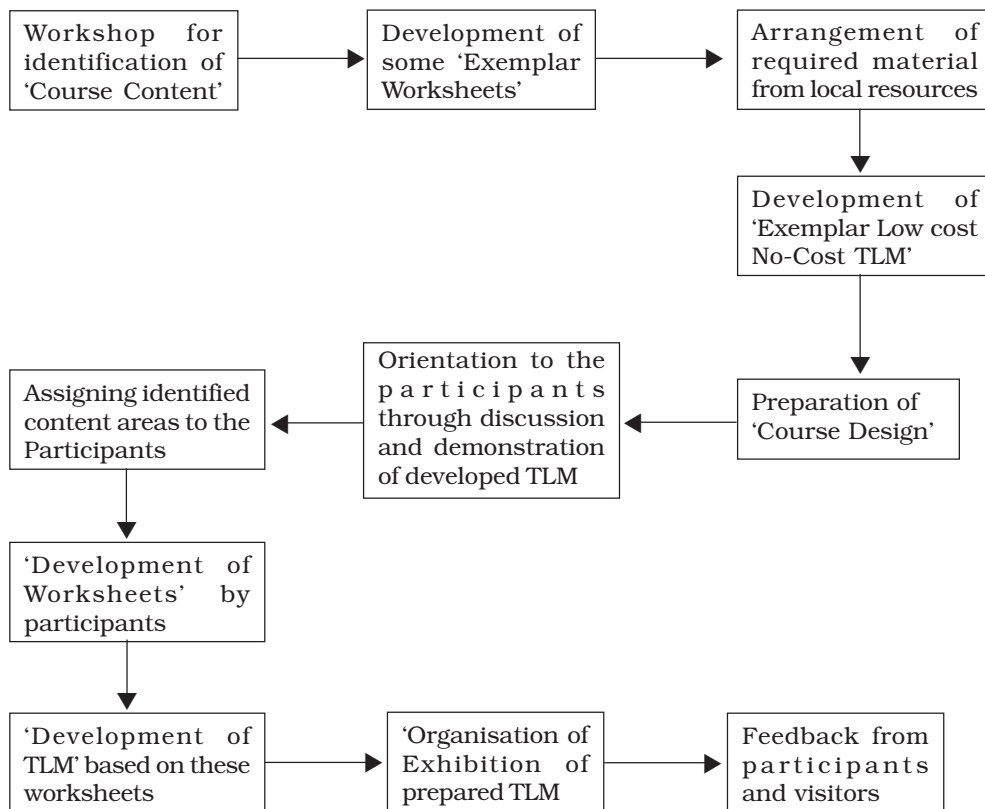 Workshop for
identification of
‘Course Content’
Development of
some ‘Exemplar
Worksheets’
Arrangement of
required material
from local resources
Development of
‘Exemplar Low cost
No-Cost TLM’
Preparation of
‘Course Design’
Orientation to the
participants
through discussion
and demonstration
of developed TLM
Assigning identified
content areas to the
Participants
‘Development of
Worksheets’ by
participants
‘Development of
TLM’ based on these
worksheets
‘Organisation of
Exhibition of
prepared TLM
Feedback from
participants
and visitors